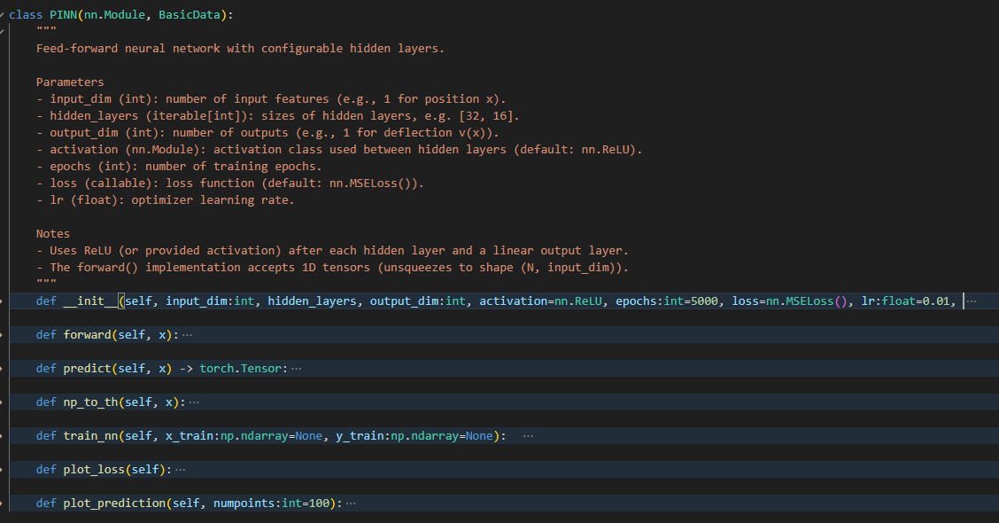 class PINN(nn.Module, BasicData):
"""
Feed-forward neural network with configurable hidden layers.
Parameters
- input_dim (int): number of input features (e.g., 1 for position x).
- hidden_layers (iterable[int]): sizes of hidden layers, e.g. [32, 16].
- output_dim (int): number of outputs (e.g., 1 for deflection v(x)).
- activation (nn.Module): activation class used between hidden layers (default: nn.ReLU).
- epochs (int): number of training epochs.
- loss (callable): loss function (default: nn.MSELoss()).
- lr (float): optimizer learning rate.
Notes
- Uses ReLU (or provided activation) after each hidden layer and a linear output layer.
- The forward() implementation accepts 1D tensors (unsqueezes to shape (N, input_dim)).
"""
def __init__(self, input_dim:int, hidden_layers, output_dim:int, activation=nn.ReLU, epochs:int=5000, loss=nn.MSELoss(), lr:float=0.01, ⋯
def forward(self, x):⋯
def predict(self, x) -> torch.Tensor:⋯
def np_to_th(self, x):⋯
def train_nn(self, x_train:np.ndarray=None, y_train:np.ndarray=None): ⋯
def plot_loss(self):⋯
def plot_prediction(self, numpoints:int=100):⋯